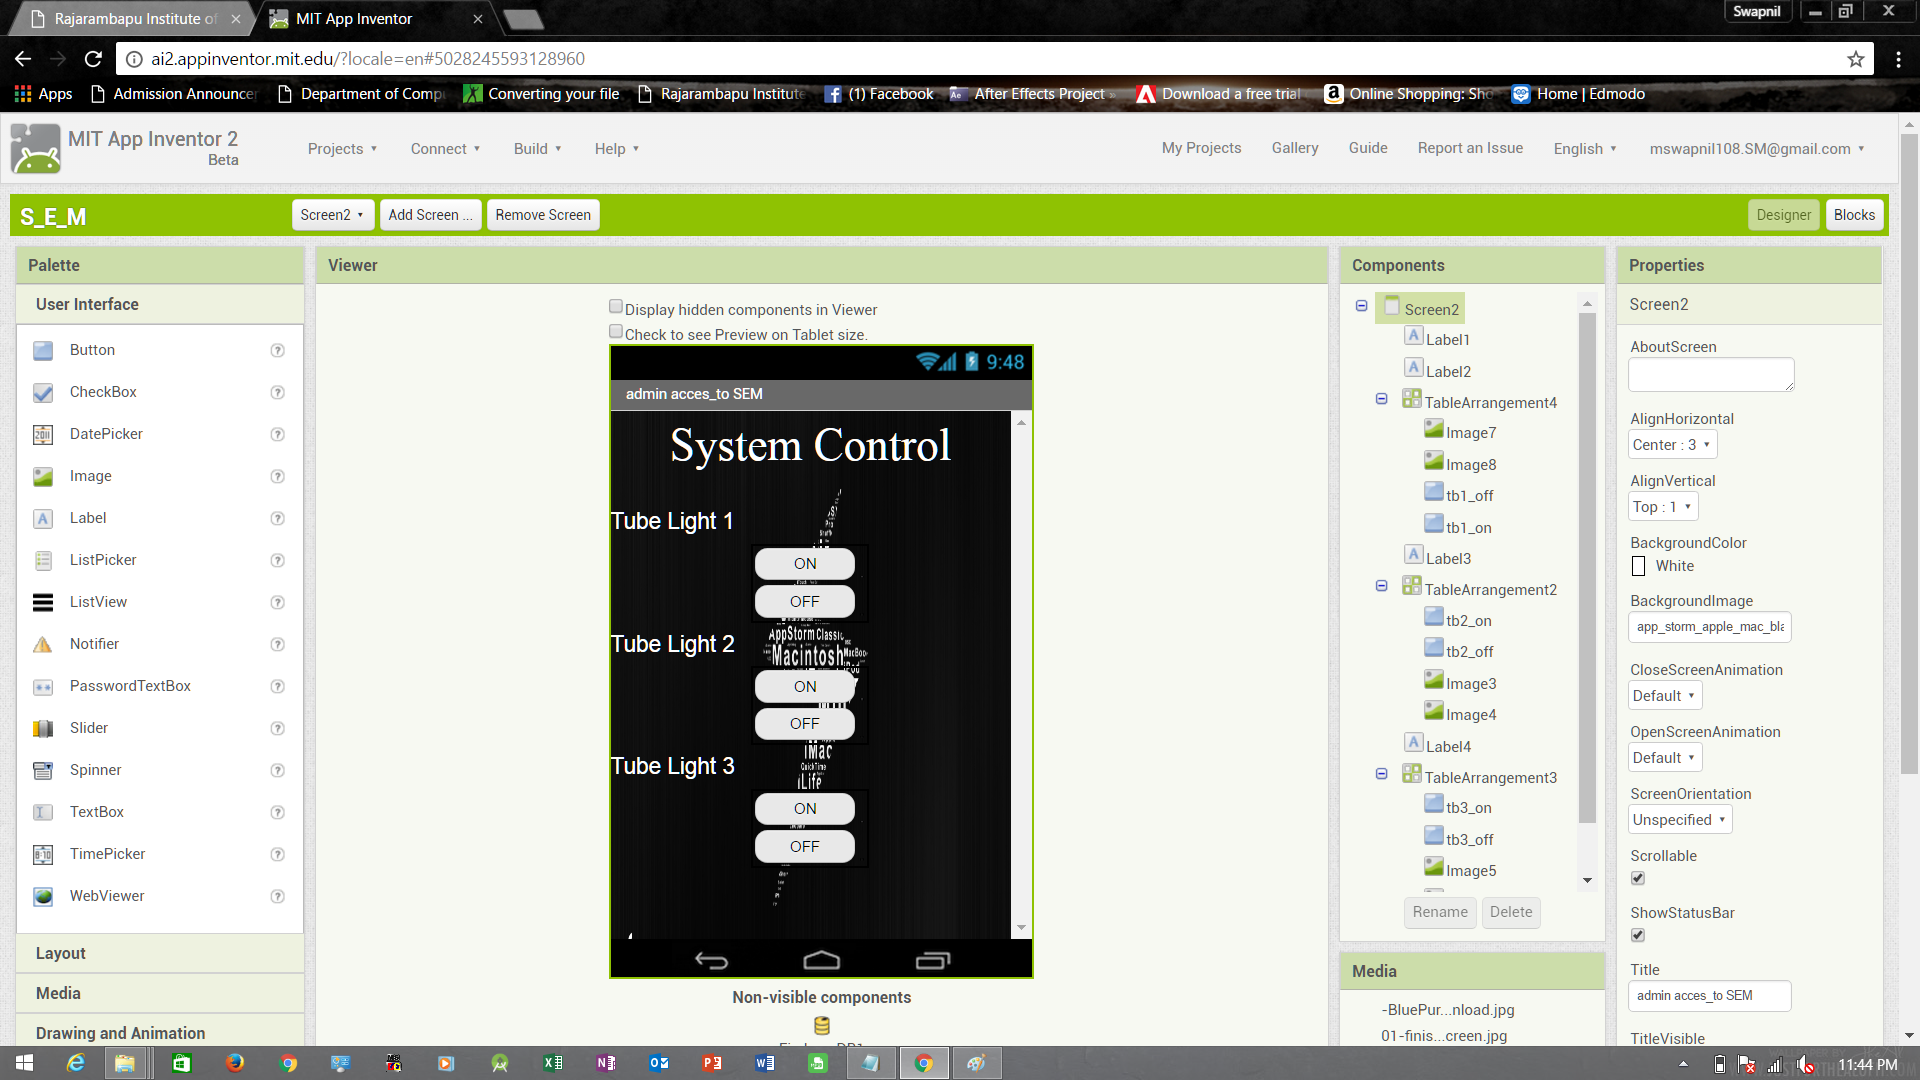 Rajarambapu Institute of
MIT App Inventor
Swapnil
ai2.appinventor.mit.edu/?locale=en#5028245593128960
Apps
Admission Announcer
Department of Comp
Converting your file
Rajarambapu Institute
(1) Facebook
After Effects Project »
Download a free trial
Online Shopping: Sho
Home | Edmodo
MIT App Inventor 2
Beta
Projects
Connect
Build
Help
My Projects
Gallery
Guide
Report an Issue
English
mswapnil108.SM@gmail.com
S_E_M
Screen2
Add Screen ...
Remove Screen
Designer
Blocks
Palette
User Interface
Button
CheckBox
DatePicker
Image
Label
ListPicker
ListView
Notifier
PasswordTextBox
Slider
Spinner
TextBox
TimePicker
WebViewer
Layout
Media
Drawing and Animation
Viewer
Display hidden components in Viewer
Check to see Preview on Tablet size.
9:48
admin acces_to SEM
System Control
Tube Light 1
ON
OFF
AppStorm Classic
Tube Light 2
Macintosh
ON
OFF
iMac
QuickTime
Tube Light 3
iLife
ON
OFF
Non-visible components
Components
Screen2
Label1
Label2
TableArrangement4
Image7
Image8
tb1_off
tb1_on
Label3
TableArrangement2
tb2_on
tb2_off
Image3
Image4
Label4
TableArrangement3
tb3_on
tb3_off
Image5
Rename
Delete
Media
-BluePur...nload.jpg
01-finis...creen.jpg
Properties
Screen2
AboutScreen
AlignHorizontal
Center : 3
AlignVertical
Top : 1
BackgroundColor
White
BackgroundImage
app_storm_apple_mac_bla
CloseScreenAnimation
Default
OpenScreenAnimation
Default
ScreenOrientation
Unspecified
Scrollable
ShowStatusBar
Title
admin acces_to SEM
TitleVisible
11:44 PM